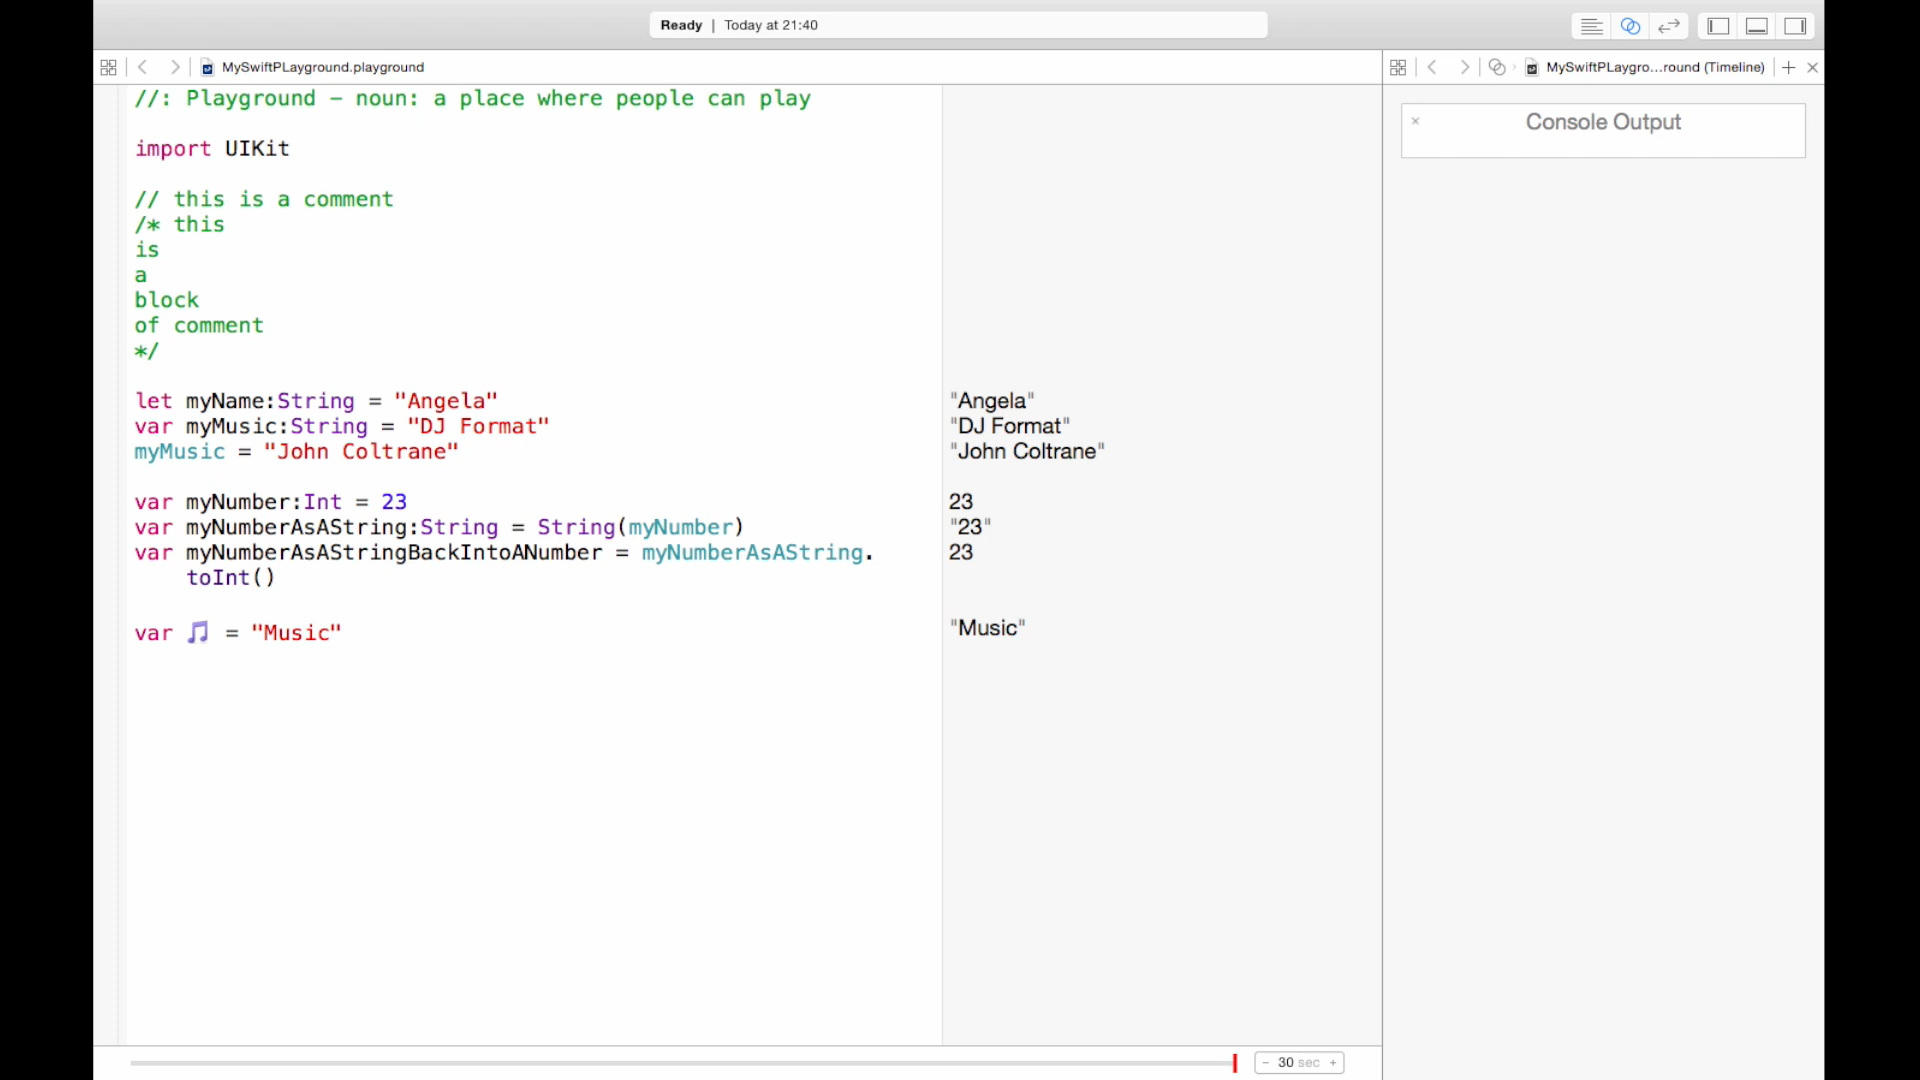 Ready | Today at 21:40
MySwiftPLayground.playground
MySwiftPLaygro...round (Timeline)
//: Playground – noun: a place where people can play
Console Output
import UIKit
// this is a comment
/* this
is
a
block
of comment
*/
let myName:String = "Angela"
"Angela"
var myMusic:String = "DJ Format"
"DJ Format"
myMusic = "John Coltrane"
"John Coltrane"
var myNumber:Int = 23
23
var myNumberAsAString:String = String(myNumber)
"23"
var myNumberAsAStringBackIntoANumber = myNumberAsAString.
23
toInt()
var 🎵 = "Music"
"Music"
- 30 sec +